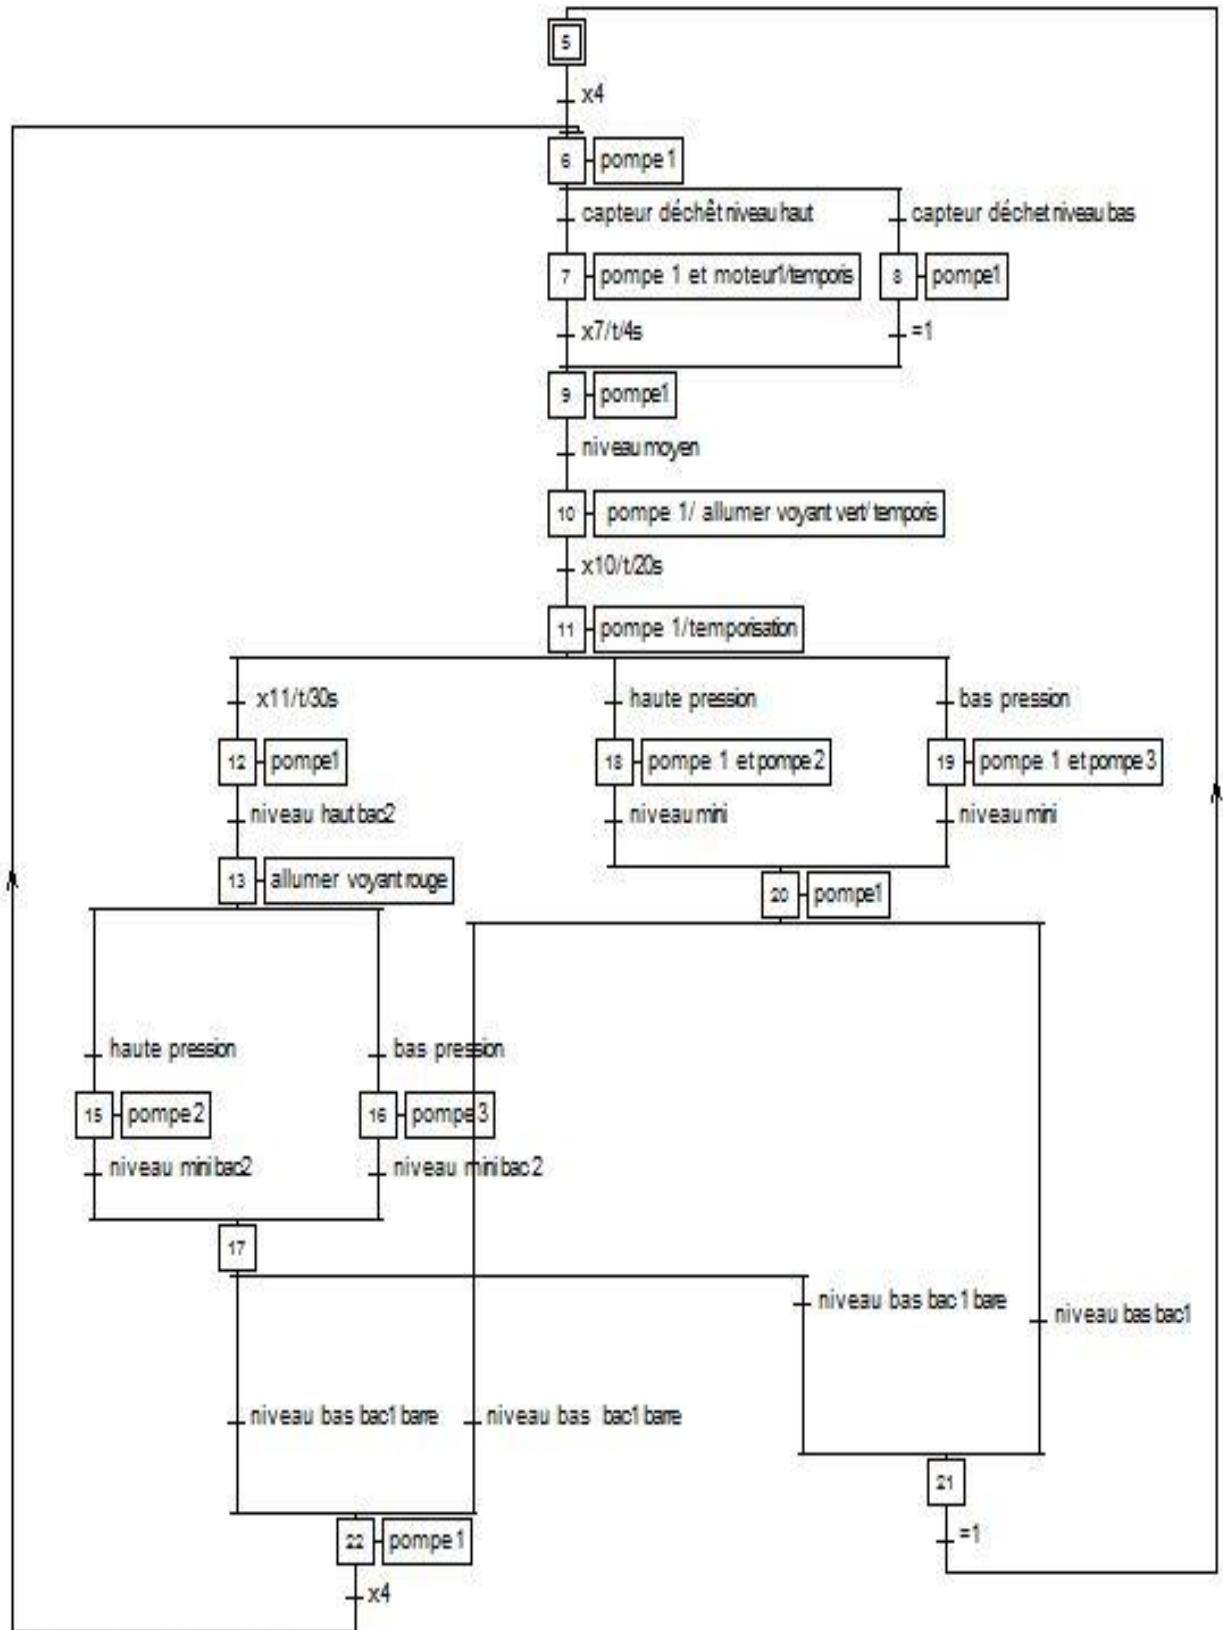 5
x4
6 pompe 1
capteur déchêt niveau haut capteur déchet niveau bas
7 pompe 1 et moteur1/temporis 8 pompe1
x7/t/4s =1
9 pompe1
niveau moyen
10 pompe 1/ allumer voyant vert/ temporis
x10/t/20s
11 pompe 1/temporisation
x11/t/30s haute pression bas pression
12 pompe1 18 pompe 1 et pompe 2 19 pompe 1 et pompe 3
niveau haut bac2 niveau mini niveau mini
13 allumer voyant rouge 20 pompe1
haute pression bas pression
15 pompe 2 16 pompe 3
niveau mini bac2 niveau mini bac 2
17
niveau bas bac 1 barre niveau bas bac1
niveau bas bac1 barre niveau bas bac1 barre
21
22 pompe 1 =1
x4